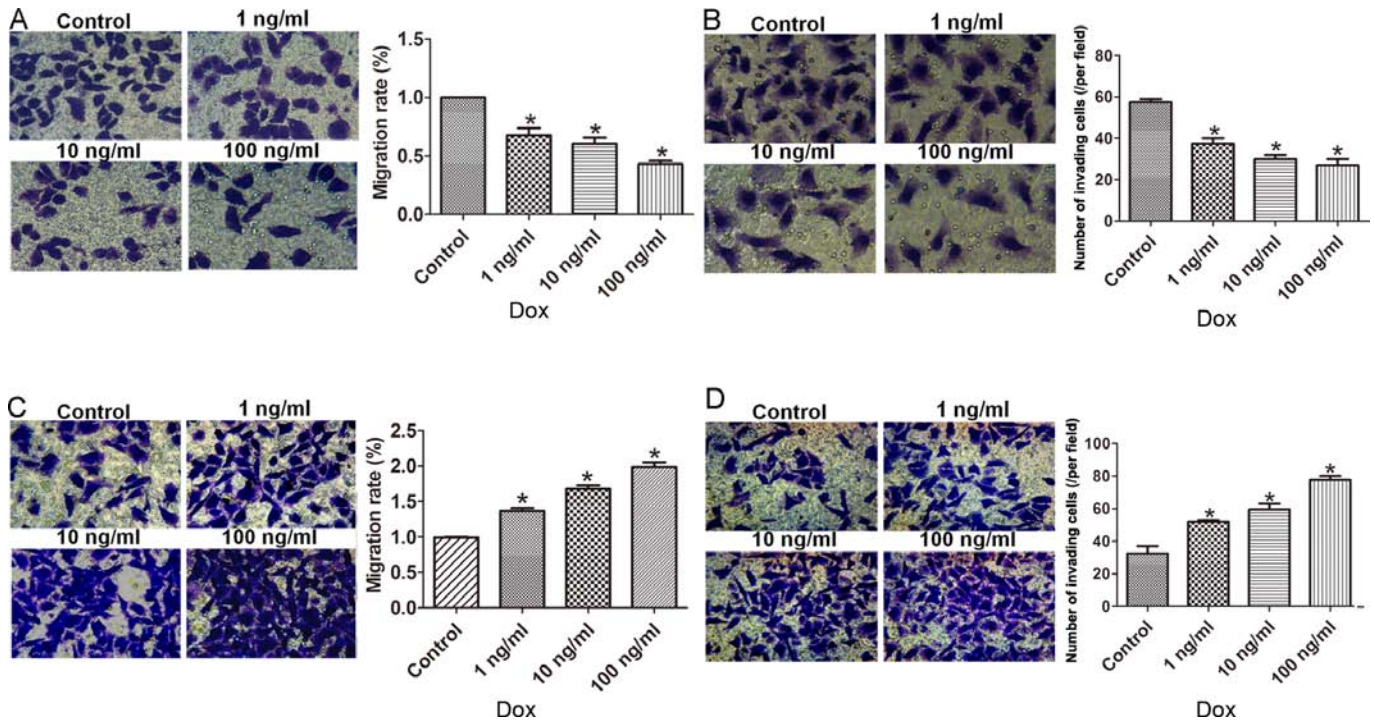 A
Control
1 ng/ml
10 ng/ml
100 ng/ml
Migration rate (%)
1.5
1.0
0.5
0.0
*
*
*
Control
1 ng/ml
10 ng/ml
100 ng/ml
Dox
B
Control
1 ng/ml
10 ng/ml
100 ng/ml
Number of invading cells (/per field)
80
60
40
20
0
*
*
*
Control
1 ng/ml
10 ng/ml
100 ng/ml
Dox
C
Control
1 ng/ml
10 ng/ml
100 ng/ml
Migration rate (%)
2.5
2.0
1.5
1.0
0.5
0.0
*
*
*
Control
1 ng/ml
10 ng/ml
100 ng/ml
Dox
D
Control
1 ng/ml
10 ng/ml
100 ng/ml
Number of invading cells (/per field)
100
80
60
40
20
0
*
*
*
Control
1 ng/ml
10 ng/ml
100 ng/ml
Dox